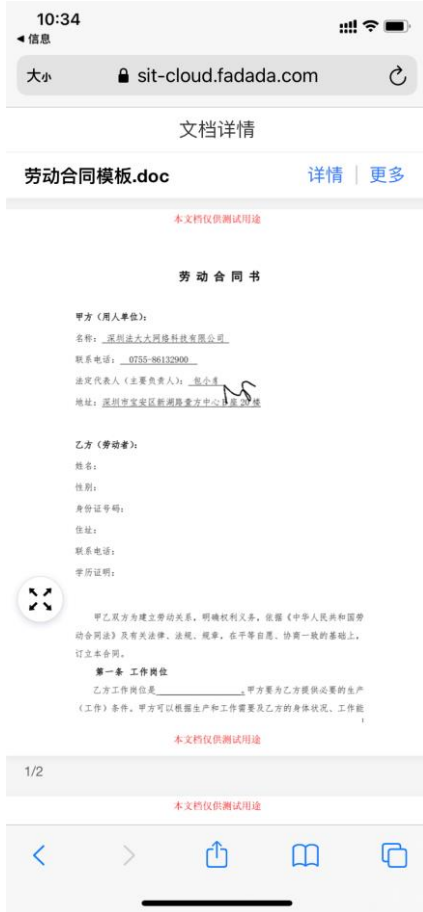 10:34
信息
大小 sit-cloud.fadada.com
文档详情
劳动合同模板.doc 详情 更多
本文档仅供测试用途
劳动合同书
甲方（用人单位）：
名称：深圳法大大网络科技有限公司
联系电话：0755-86132900
法定代表人（主要负责人）：
地址：深圳市宝安区新湖路壹方中心 座20楼
乙方（劳动者）：
姓名：
性别：
身份证号码：
住址：
联系电话：
学历证明：
甲乙双方为建立劳动关系，明确权利义务，依据《中华人民共和国劳
动合同法》及有关法律、法规、规章，在平等自愿、协商一致的基础上，
订立本合同。
第一条 工作岗位
乙方工作岗位是 ，甲方要为乙方提供必要的生产
（工作）条件。甲方可以根据生产和工作需要及乙方的身体状况、工作能
1
本文档仅供测试用途
1/2
本文档仅供测试用途